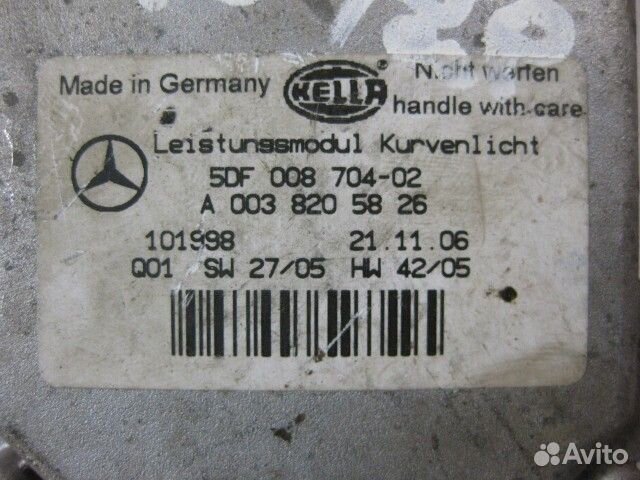 Made in Germany
HELLA
Nicht werfen
handle with care
Leistungsmodul Kurvenlicht
5DF 008 704-02
A 003 820 58 26
101998 21.11.06
Q01 SW 27/05 HW 42/05
Avito